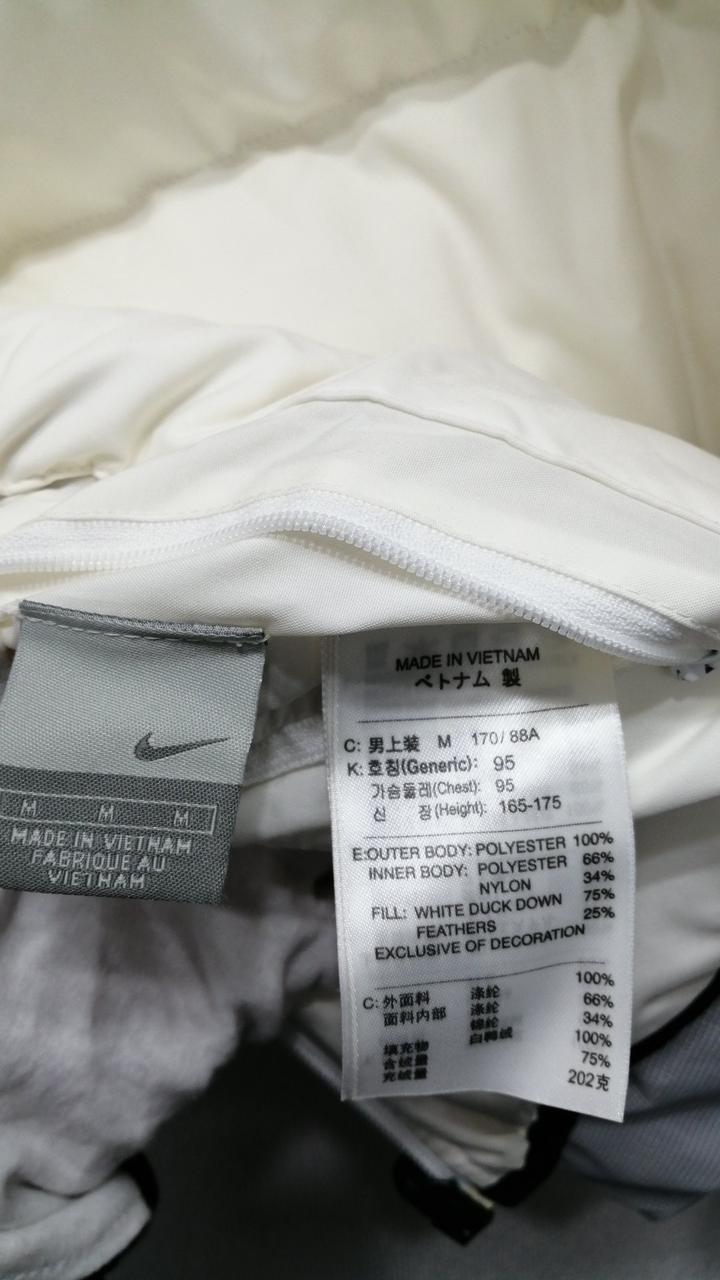 M M M
MADE IN VIETNAM
FABRIQUE AU
VIETNAM
MADE IN VIETNAM
ベトナム 製
C: 男上装 M 170/ 88A
K: 호칭(Generic): 95
가슴둘레(Chest): 95
신 장(Height): 165-175
E:OUTER BODY: POLYESTER 100%
INNER BODY: POLYESTER 66%
NYLON 34%
FILL: WHITE DUCK DOWN 75%
FEATHERS 25%
EXCLUSIVE OF DECORATION
C: 外面料 涤纶 100%
面料内部 涤纶 66%
锦纶 34%
填充物 白鸭绒 100%
含绒量 75%
充绒量 202克